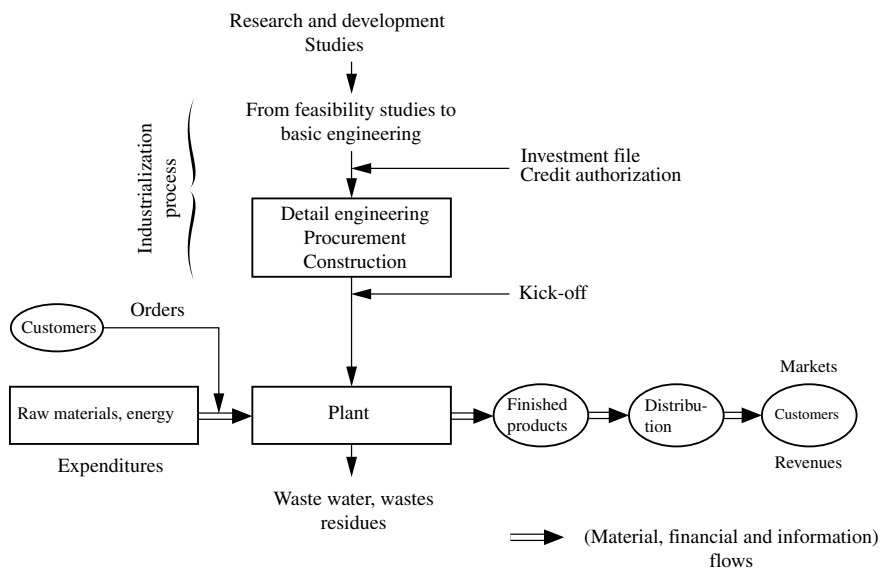 Research and development
Studies
From feasibility studies to
basic engineering
Industrialization
process
Investment file
Credit authorization
Detail engineering
Procurement
Construction
Kick-off
Orders
Customers
Markets
Raw materials, energy
Plant
Finished
products
Distribu-
tion
Customers
Expenditures
Revenues
Waste water, wastes
residues
(Material, financial and information)
flows